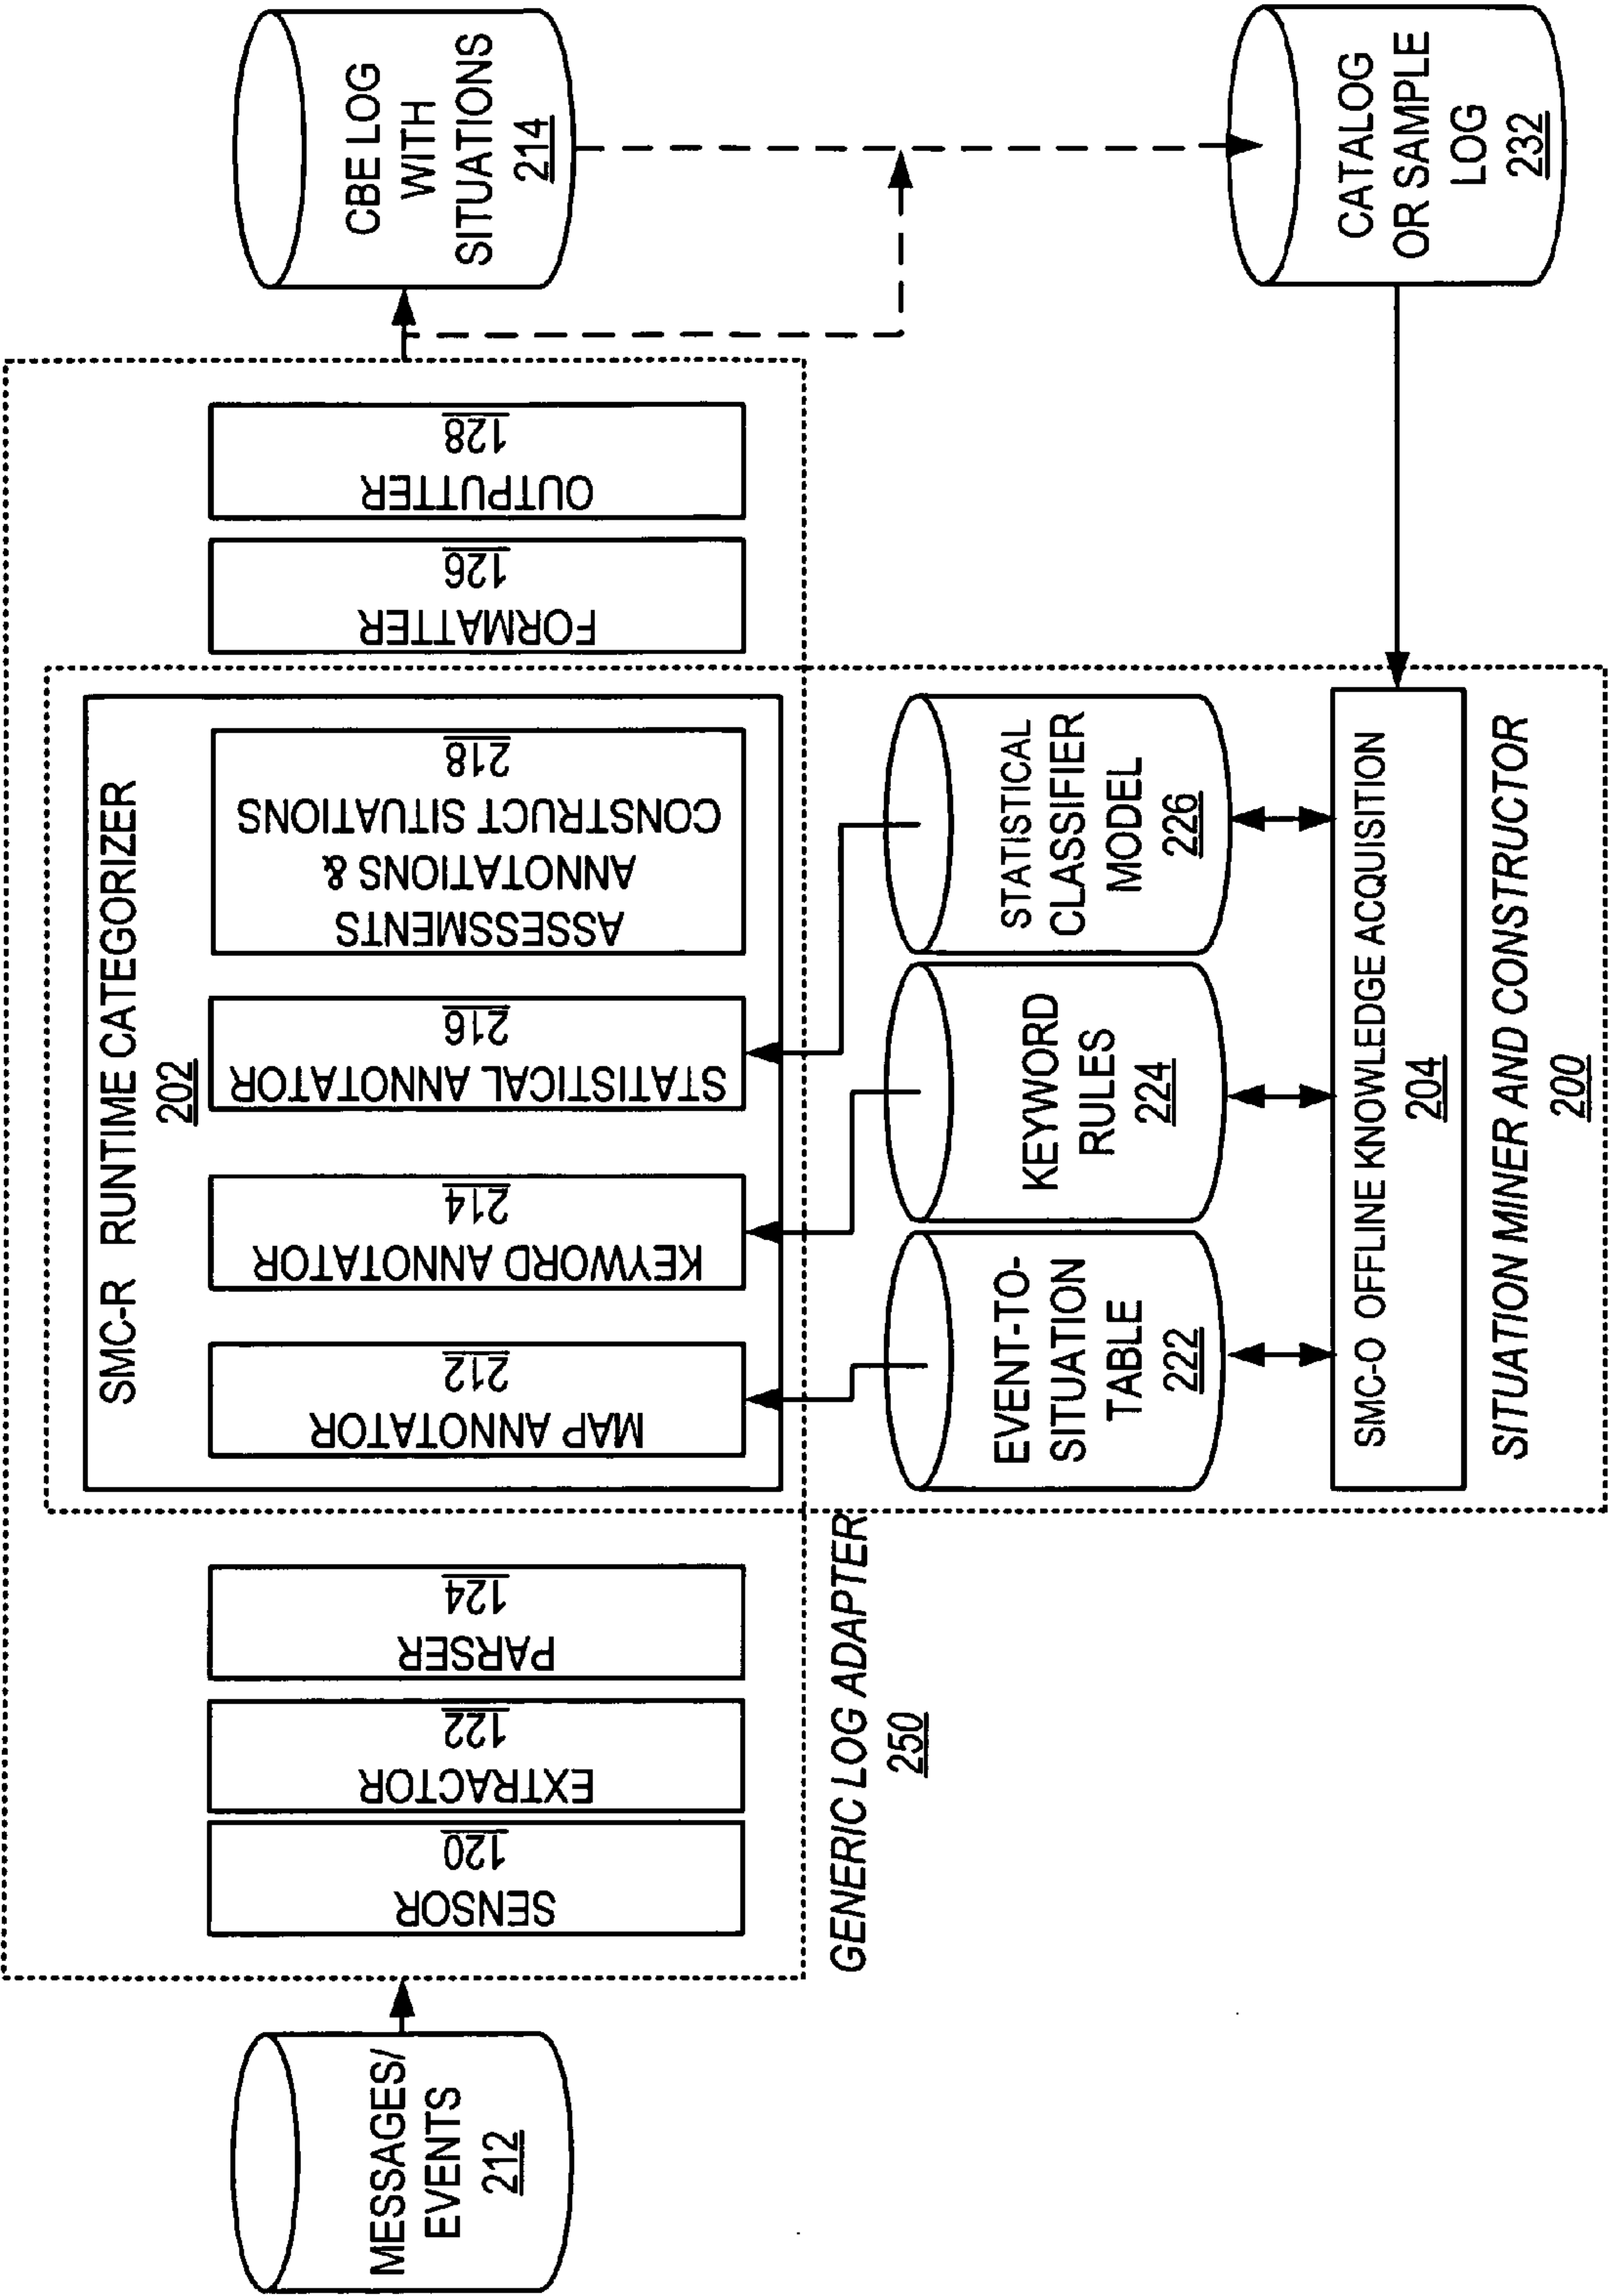 MESSAGES/
EVENTS
212
SENSOR
120
EXTRACTOR
122
PARSER
124
GENERIC LOG ADAPTER
250
SMC-R RUNTIME CATEGORIZER
202
MAP ANNOTATOR
212
KEYWORD ANNOTATOR
214
STATISTICAL ANNOTATOR
216
ASSESSMENTS
ANNOTATIONS &
CONSTRUCT SITUATIONS
218
FORMATTER
126
OUTPUTTER
128
CBE LOG
WITH
SITUATIONS
214
EVENT-TO-
SITUATION
TABLE
222
KEYWORD
RULES
224
STATISTICAL
CLASSIFIER
MODEL
226
SMC-O OFFLINE KNOWLEDGE ACQUISITION
204
SITUATION MINER AND CONSTRUCTOR
200
CATALOG
OR SAMPLE
LOG
232